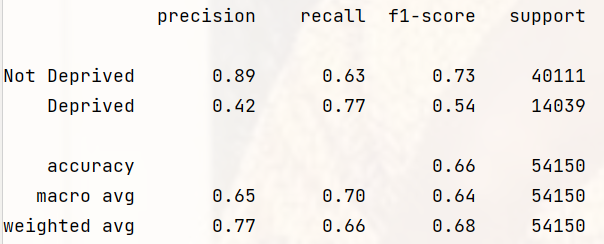 precision recall f1-score support
Not Deprived 0.89 0.63 0.73 40111
Deprived 0.42 0.77 0.54 14039
accuracy 0.66 54150
macro avg 0.65 0.70 0.64 54150
weighted avg 0.77 0.66 0.68 54150